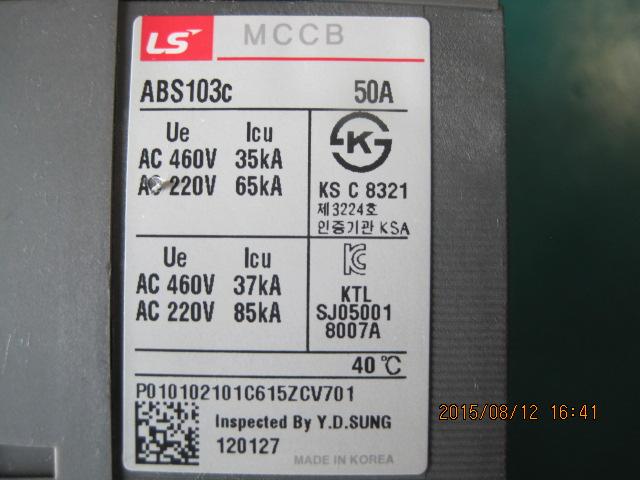 LS MCCB
ABS103c 50A
Ue Icu
AC 460V 35kA
AC 220V 65kA
KS C 8321
제3224호
인증기관 KSA
Ue Icu
AC 460V 37kA
AC 220V 85kA
KTL
SJ05001
8007A
40 ℃
P010102101C615ZCV701
Inspected By Y.D.SUNG
120127
MADE IN KOREA
2015/08/12 16:41